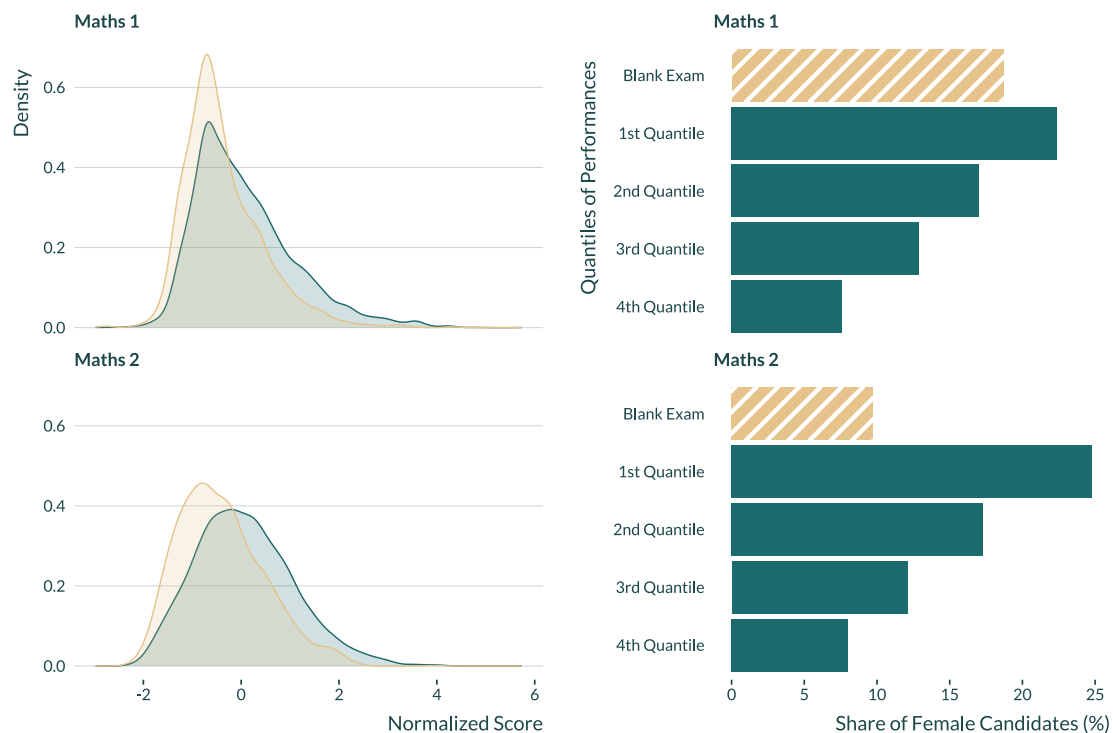 Maths 1
Density
0.6
0.4
0.2
0.0
Maths 2
0.6
0.4
0.2
0.0
-2 0 2 4 6
Normalized Score
Maths 1
Quantiles of Performances
Blank Exam
1st Quantile
2nd Quantile
3rd Quantile
4th Quantile
Maths 2
Blank Exam
1st Quantile
2nd Quantile
3rd Quantile
4th Quantile
0 5 10 15 20 25
Share of Female Candidates (%)